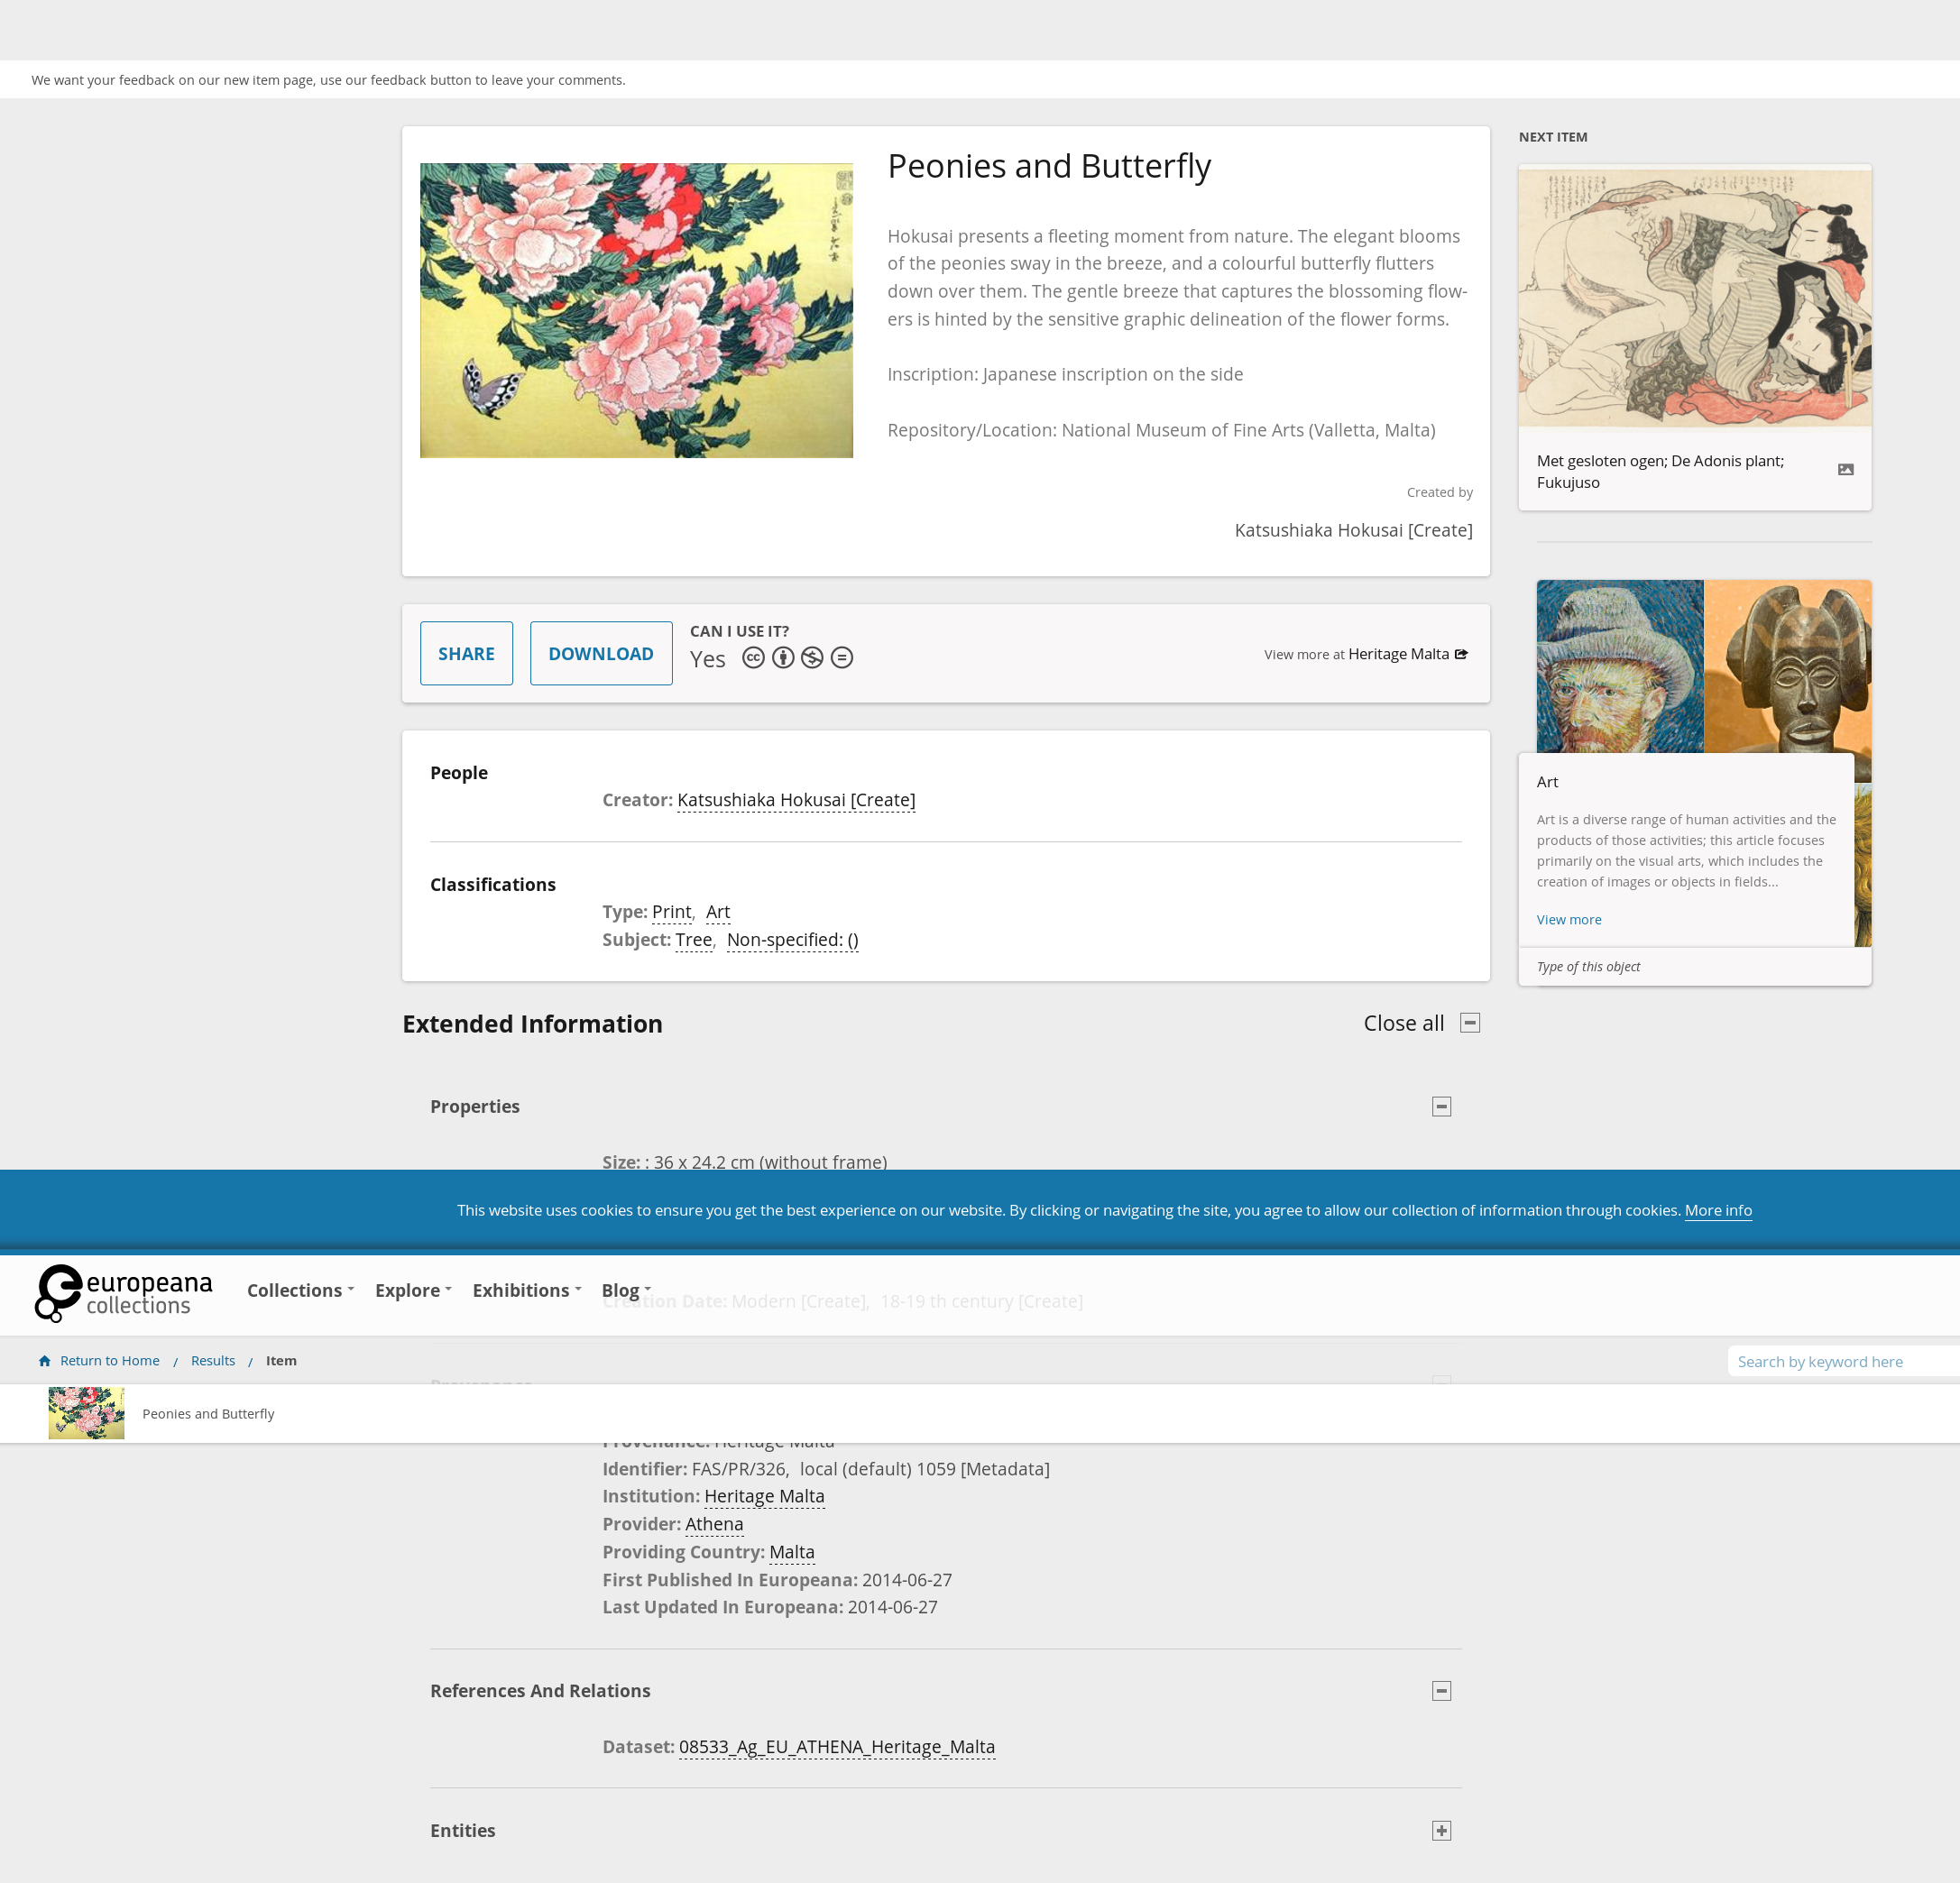 We want your feedback on our new item page, use our feedback button to leave your comments.
Peonies and Butterfly
Hokusai presents a fleeting moment from nature. The elegant blooms
of the peonies sway in the breeze, and a colourful butterfly flutters
down over them. The gentle breeze that captures the blossoming flow-
ers is hinted by the sensitive graphic delineation of the flower forms.
Inscription: Japanese inscription on the side
Repository/Location: National Museum of Fine Arts (Valletta, Malta)
Created by
Katsushiaka Hokusai [Create]
NEXT ITEM
Met gesloten ogen; De Adonis plant;
Fukujuso
SHARE
DOWNLOAD
CAN I USE IT?
Yes
View more at Heritage Malta
People
Creator: Katsushiaka Hokusai [Create]
Classifications
Type: Print, Art
Subject: Tree, Non-specified: ()
Art
Art is a diverse range of human activities and the
products of those activities; this article focuses
primarily on the visual arts, which includes the
creation of images or objects in fields...
View more
Type of this object
Extended Information
Close all
Properties
Size: : 36 x 24.2 cm (without frame)
This website uses cookies to ensure you get the best experience on our website. By clicking or navigating the site, you agree to allow our collection of information through cookies. More info
europeana
collections
Collections
Explore
Exhibitions
Blog
Creation Date: Modern [Create], 18-19 th century [Create]
Return to Home / Results / Item
Search by keyword here
Peonies and Butterfly
Provenance: Heritage Malta
Identifier: FAS/PR/326, local (default) 1059 [Metadata]
Institution: Heritage Malta
Provider: Athena
Providing Country: Malta
First Published In Europeana: 2014-06-27
Last Updated In Europeana: 2014-06-27
References And Relations
Dataset: 08533_Ag_EU_ATHENA_Heritage_Malta
Entities